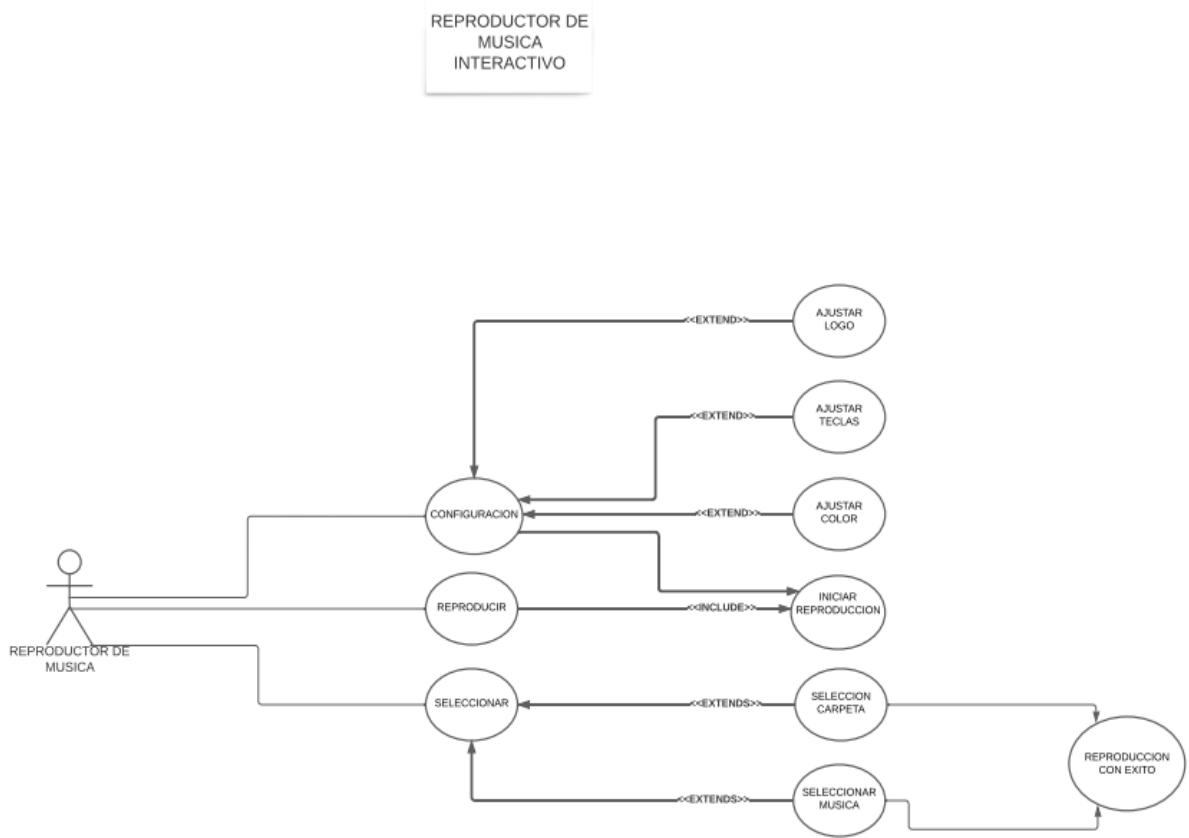 REPRODUCTOR DE
MUSICA
INTERACTIVO
<<EXTEND>>
AJUSTAR
LOGO
<<EXTEND>>
AJUSTAR
TECLAS
CONFIGURACION
<<EXTEND>>
AJUSTAR
COLOR
REPRODUCIR
<<INCLUDE>>
INICIAR
REPRODUCCION
REPRODUCTOR DE
MUSICA
SELECCIONAR
<<EXTENDS>>
SELECCION
CARPETA
REPRODUCCION
CON EXITO
<<EXTENDS>>
SELECCIONAR
MUSICA